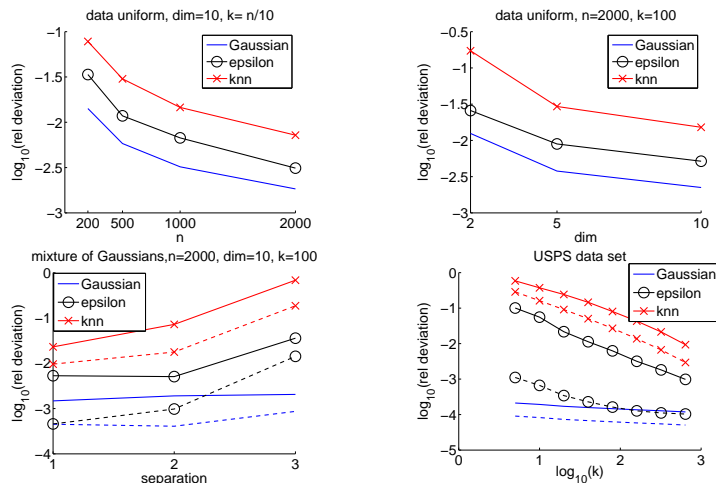 data uniform, dim=10, k= n/10
−1
−1.5
−2
−2.5
−3
200 500 1000 2000
n
log10(rel deviation)
Gaussian
epsilon
knn
data uniform, n=2000, k=100
−0.5
−1
−1.5
−2
−2.5
−3
2 5 10
dim
log10(rel deviation)
Gaussian
epsilon
knn
mixture of Gaussians,n=2000, dim=10, k=100
0
−1
−2
−3
−4
1 2 3
separation
log10(rel deviation)
Gaussian
epsilon
knn
USPS data set
0
−1
−2
−3
−4
−5
0 1 2 3
log10(k)
log10(rel deviation)
Gaussian
epsilon
knn